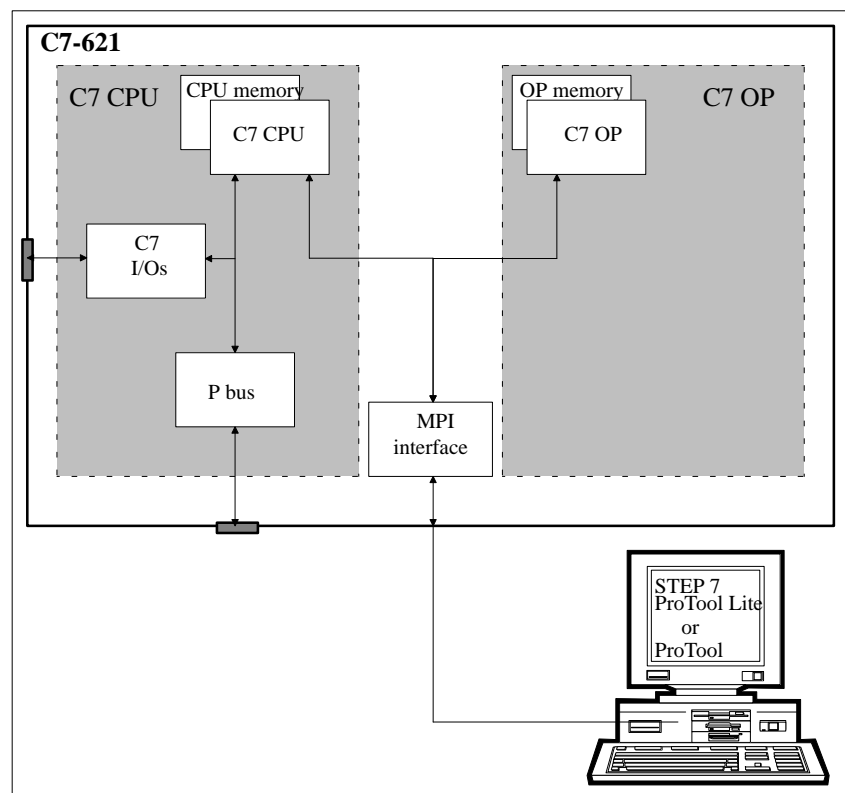 C7-621
C7 CPU
CPU memory
C7 CPU
OP memory
C7 OP
C7 OP
C7
I/Os
P bus
MPI
interface
STEP 7
ProTool Lite
or
ProTool